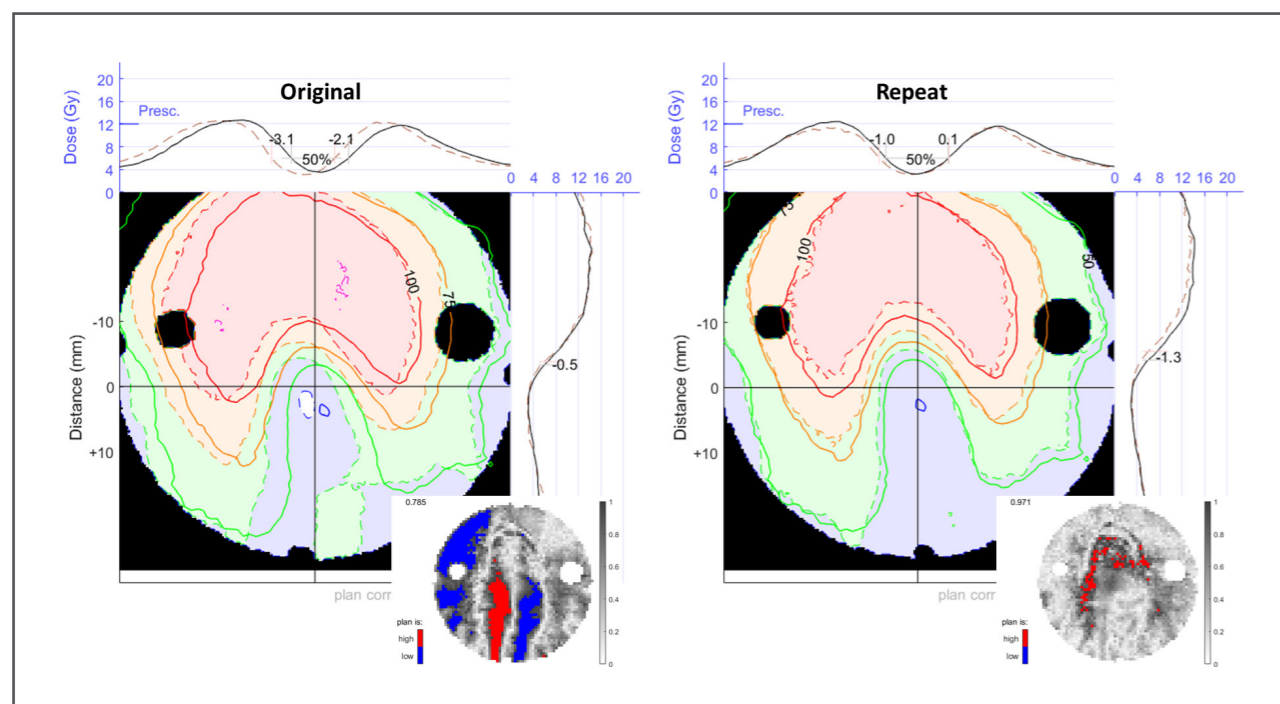 Original
Dose (Gy)
20
16
12
8
4
0
Presc.
-3.1
-2.1
50%
0 4 8 12 16 20
100
75
-0.5
Distance (mm)
-10
0
+10
plan corr
0.785
plan is:
high
low
1
0.8
0.6
0.4
0.2
0
Repeat
Dose (Gy)
20
16
12
8
4
0
Presc.
-1.0
0.1
50%
0 4 8 12 16 20
75
100
50
-1.3
Distance (mm)
-10
0
+10
plan corr
0.971
plan is:
high
low
1
0.8
0.6
0.4
0.2
0